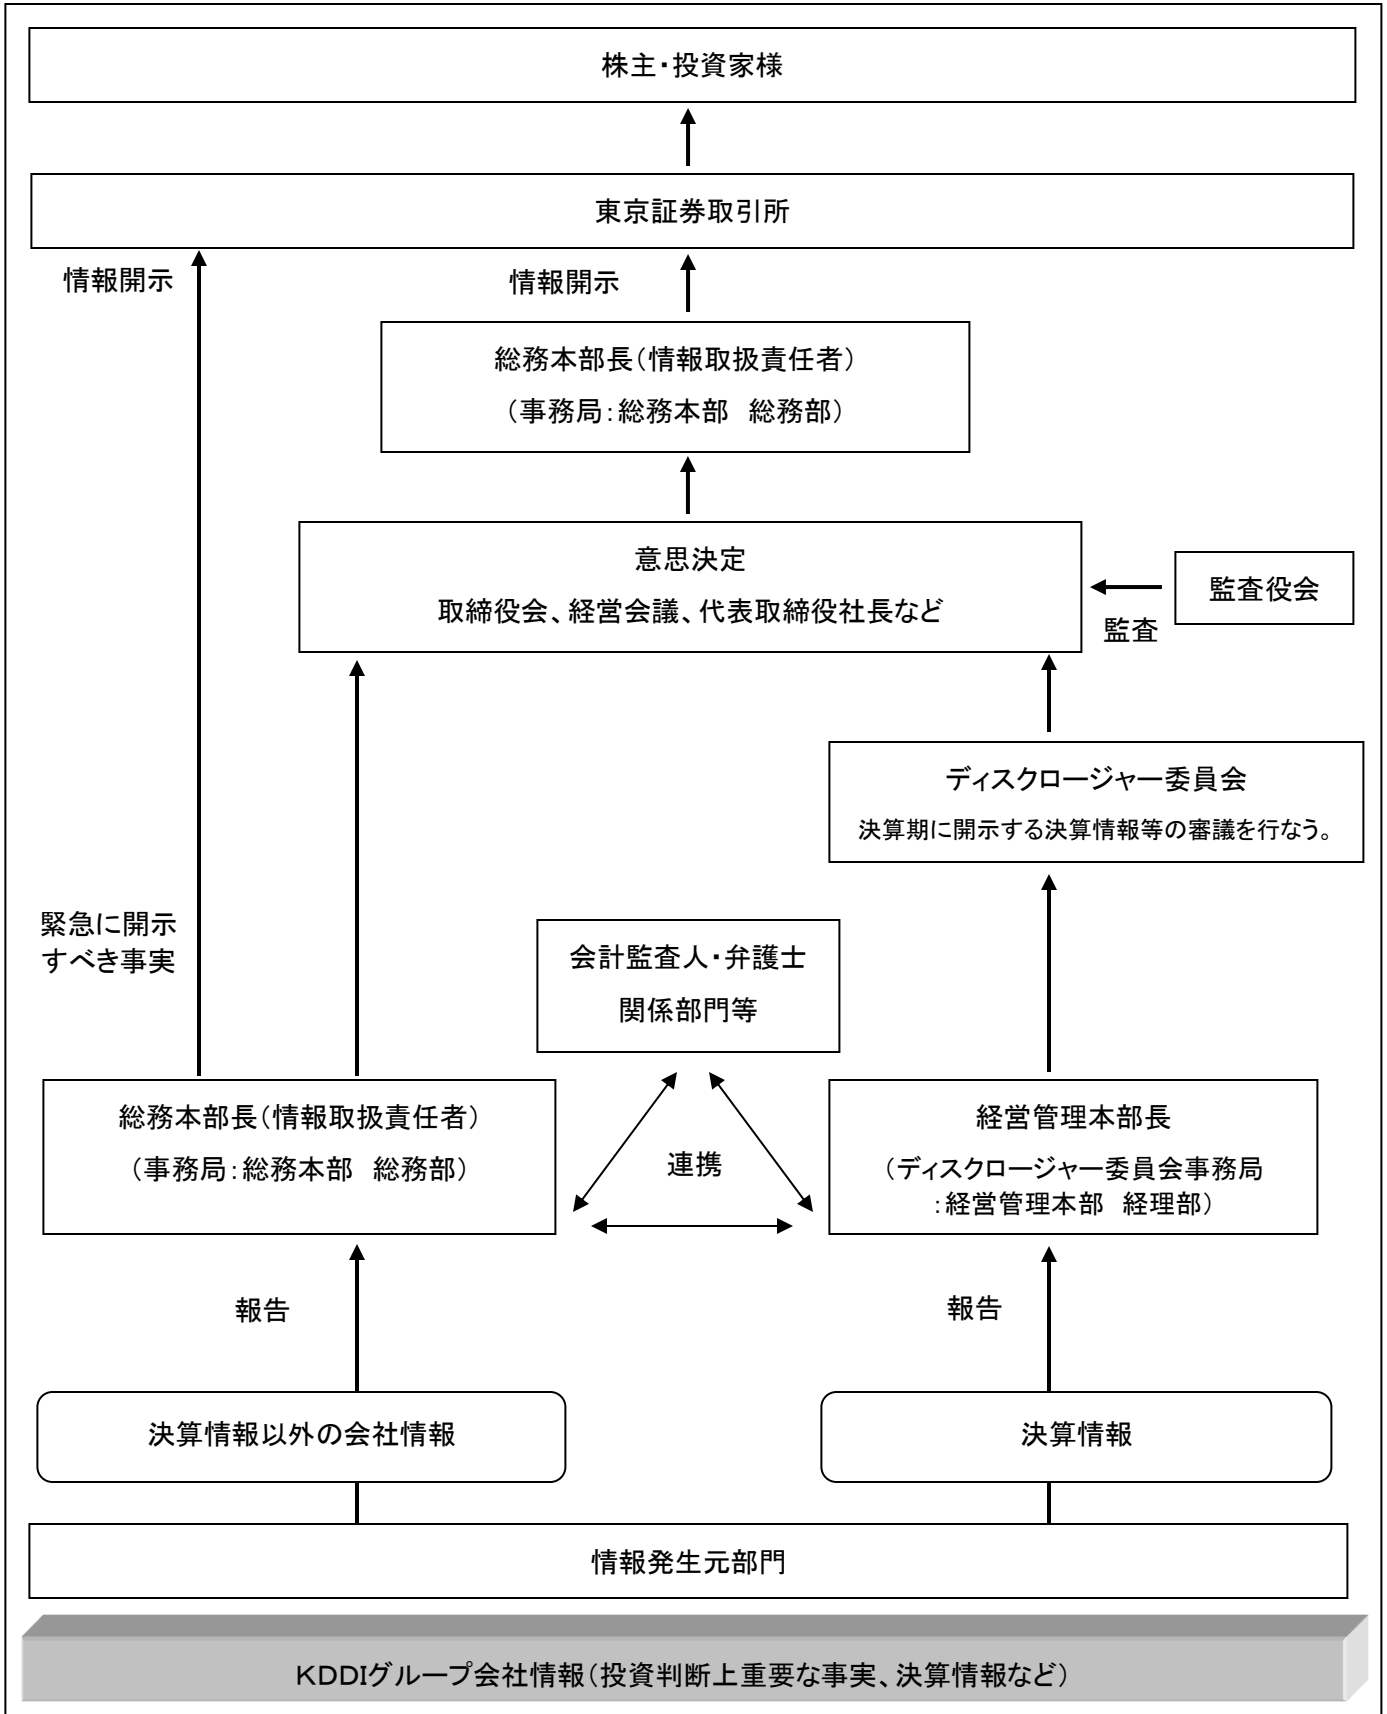 株主・投資家様
東京証券取引所
情報開示
情報開示
総務本部長（情報取扱責任者）
（事務局：総務本部　総務部）
意思決定
取締役会、経営会議、代表取締役社長など
監査役会
監査
ディスクロージャー委員会
決算期に開示する決算情報等の審議を行なう。
緊急に開示
すべき事実
会計監査人・弁護士
関係部門等
総務本部長（情報取扱責任者）
（事務局：総務本部　総務部）
連携
経営管理本部長
（ディスクロージャー委員会事務局
：経営管理本部　経理部）
報告
報告
決算情報以外の会社情報
決算情報
情報発生元部門
KDDIグループ会社情報（投資判断上重要な事実、決算情報など）